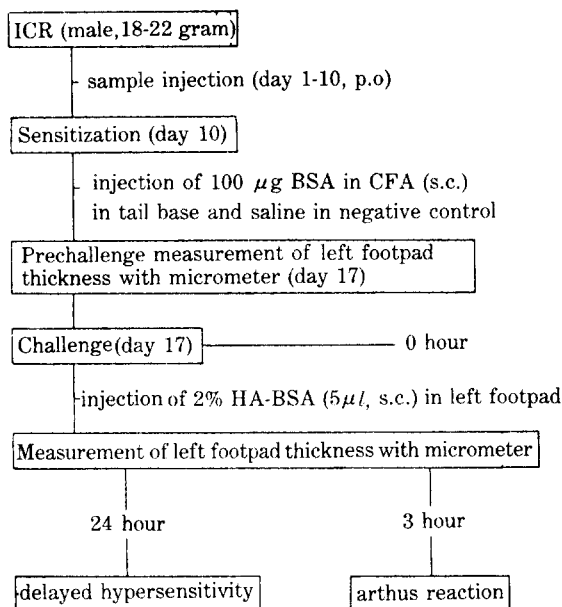 ICR (male,18-22 gram)
sample injection (day 1-10, p.o)
Sensitization (day 10)
injection of 100 μg BSA in CFA (s.c.)
in tail base and saline in negative control
Prechallenge measurement of left footpad
thickness with micrometer (day 17)
Challenge(day 17)
0 hour
injection of 2% HA-BSA (5μl, s.c.) in left footpad
Measurement of left footpad thickness with micrometer
24 hour
3 hour
delayed hypersensitivity
arthus reaction